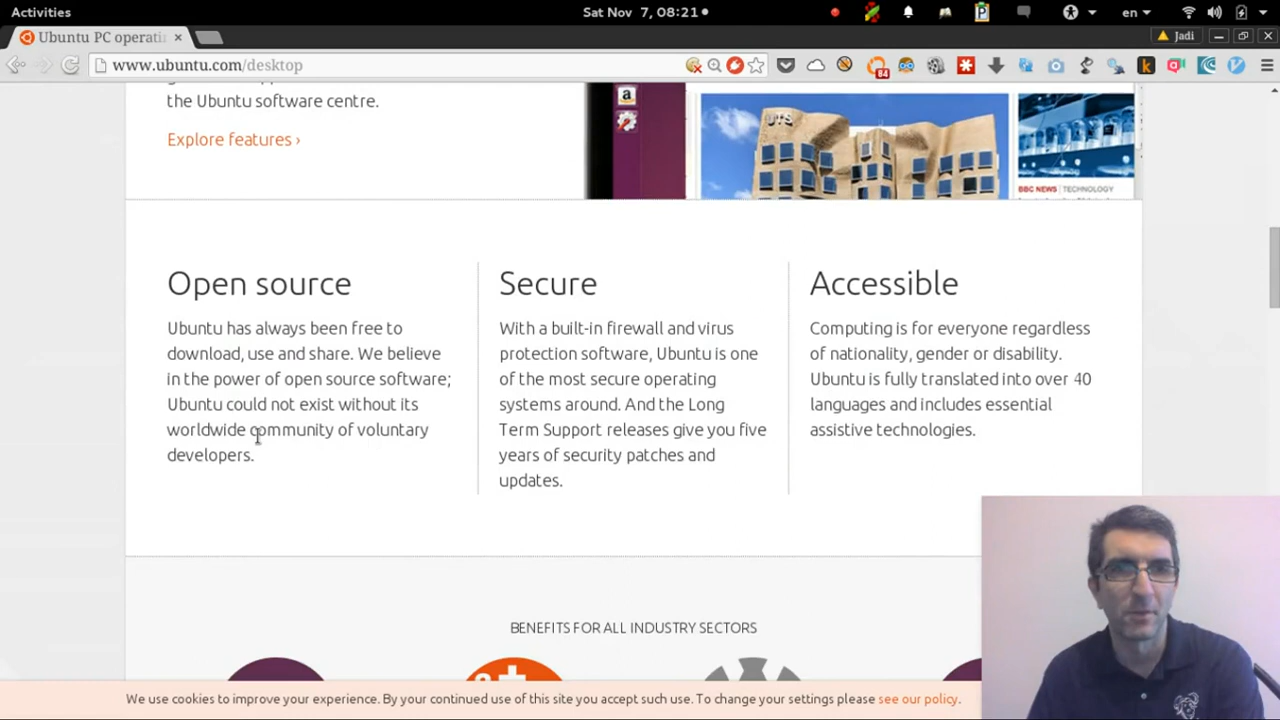 Activities
Sat Nov 7, 08:21
en
Ubuntu PC operati
Jadi
www.ubuntu.com/desktop
84
the Ubuntu software centre.
Explore features ›
UTS
BBC NEWS | TECHNOLOGY
Open source
Ubuntu has always been free to
download, use and share. We believe
in the power of open source software;
Ubuntu could not exist without its
worldwide community of voluntary
developers.
Secure
With a built-in firewall and virus
protection software, Ubuntu is one
of the most secure operating
systems around. And the Long
Term Support releases give you five
years of security patches and
updates.
Accessible
Computing is for everyone regardless
of nationality, gender or disability.
Ubuntu is fully translated into over 40
languages and includes essential
assistive technologies.
BENEFITS FOR ALL INDUSTRY SECTORS
We use cookies to improve your experience. By your continued use of this site you accept such use. To change your settings please see our policy.